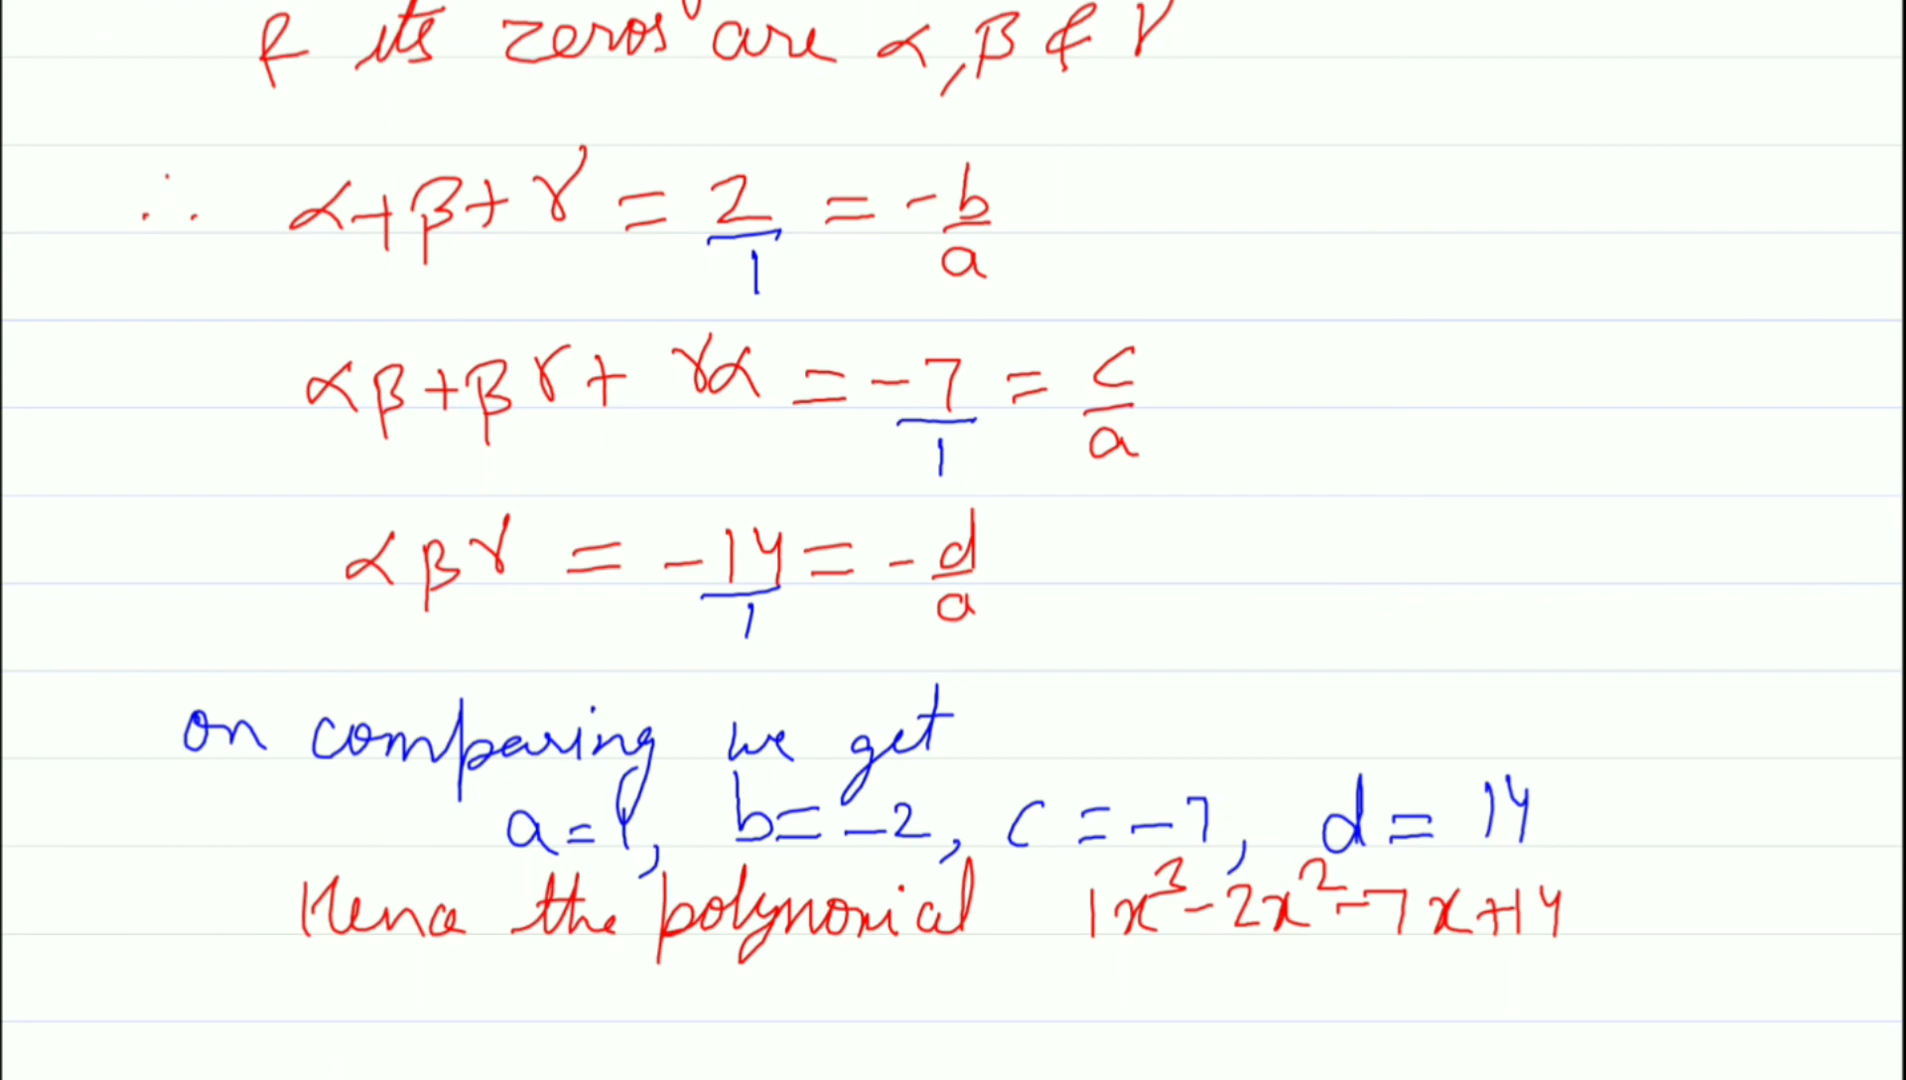 & its zeros are α, β & γ
∴ α+β+γ = 2/1 = -b/a
αβ+βγ+γα = -7/1 = c/a
αβγ = -14/1 = -d/a
on comparing we get
a=1, b=-2, c=-7, d=14
Hence the polynomial 1x³-2x²-7x+14